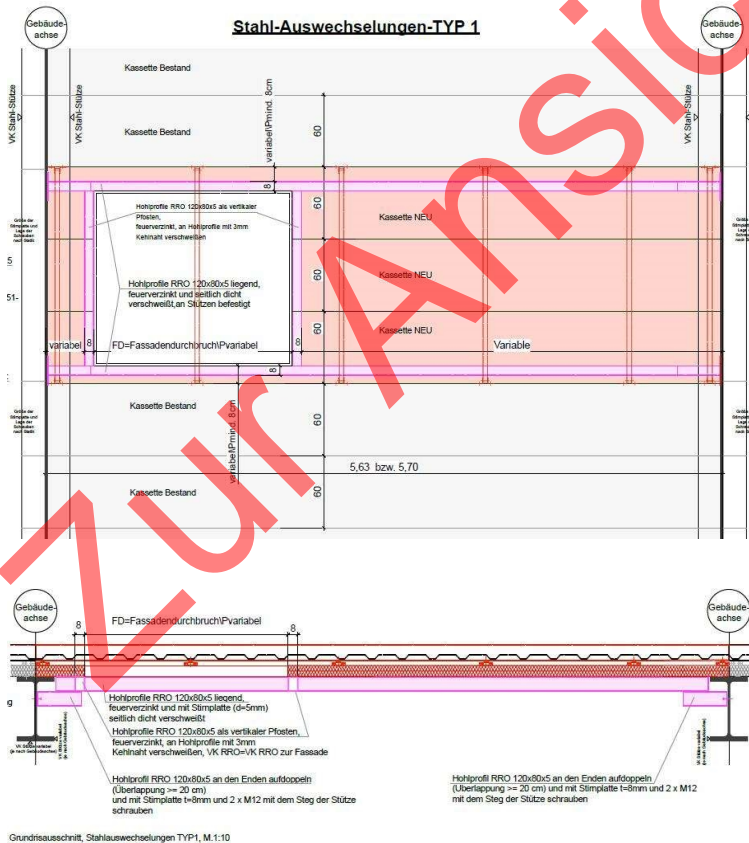 Stahl-Auswechselungen-TYP 1
Gebäude-
achse
Gebäude-
achse
VK Stahl-Stütze
VK Stahl-Stütze
VK Stahl-Stütze
Kassette Bestand
Kassette Bestand
variabel\Pmind. 8cm
60
8
60
60
60
Hohlprofile RRO 120x80x5 als vertikaler
Pfosten,
feuerverzinkt, an Hohlprofile mit 3mm
Kehlnaht verschweißen
Kassette NEU
Kassette NEU
Kassette NEU
Hohlprofile RRO 120x80x5 liegend,
feuerverzinkt und seitlich dicht
verschweißt,an Stützen befestigt
S
51-
variabel
8
FD=Fassadendurchbruch\Pvariabel
8
Variable
8
Kassette Bestand
variabel\Pmind. 8cm
60
Kassette Bestand
60
5,63 bzw. 5,70
Zur Ansic
Gebäude-
achse
Gebäude-
achse
8
FD=Fassadendurchbruch\Pvariabel
8
Hohlprofile RRO 120x80x5 liegend,
feuerverzinkt und mit Stirnplatte (d=5mm)
seitlich dicht verschweißt
Hohlprofile RRO 120x80x5 als vertikaler Pfosten,
feuerverzinkt, an Hohlprofile mit 3mm
Kehlnaht verschweißen, VK RRO=VK RRO zur Fassade
Hohlprofil RRO 120x80x5 an den Enden aufdoppeln
(Überlappung >= 20 cm)
und mit Stirnplatte t=8mm und 2 x M12 mit dem Steg der Stütze
schrauben
Hohlprofil RRO 120x80x5 an den Enden aufdoppeln
(Überlappung >= 20 cm) und mit Stirnplatte t=8mm und 2 x M12
mit dem Steg der Stütze schrauben
Grundrisausschnitt, Stahlauswechselungen TYP1, M.1:10